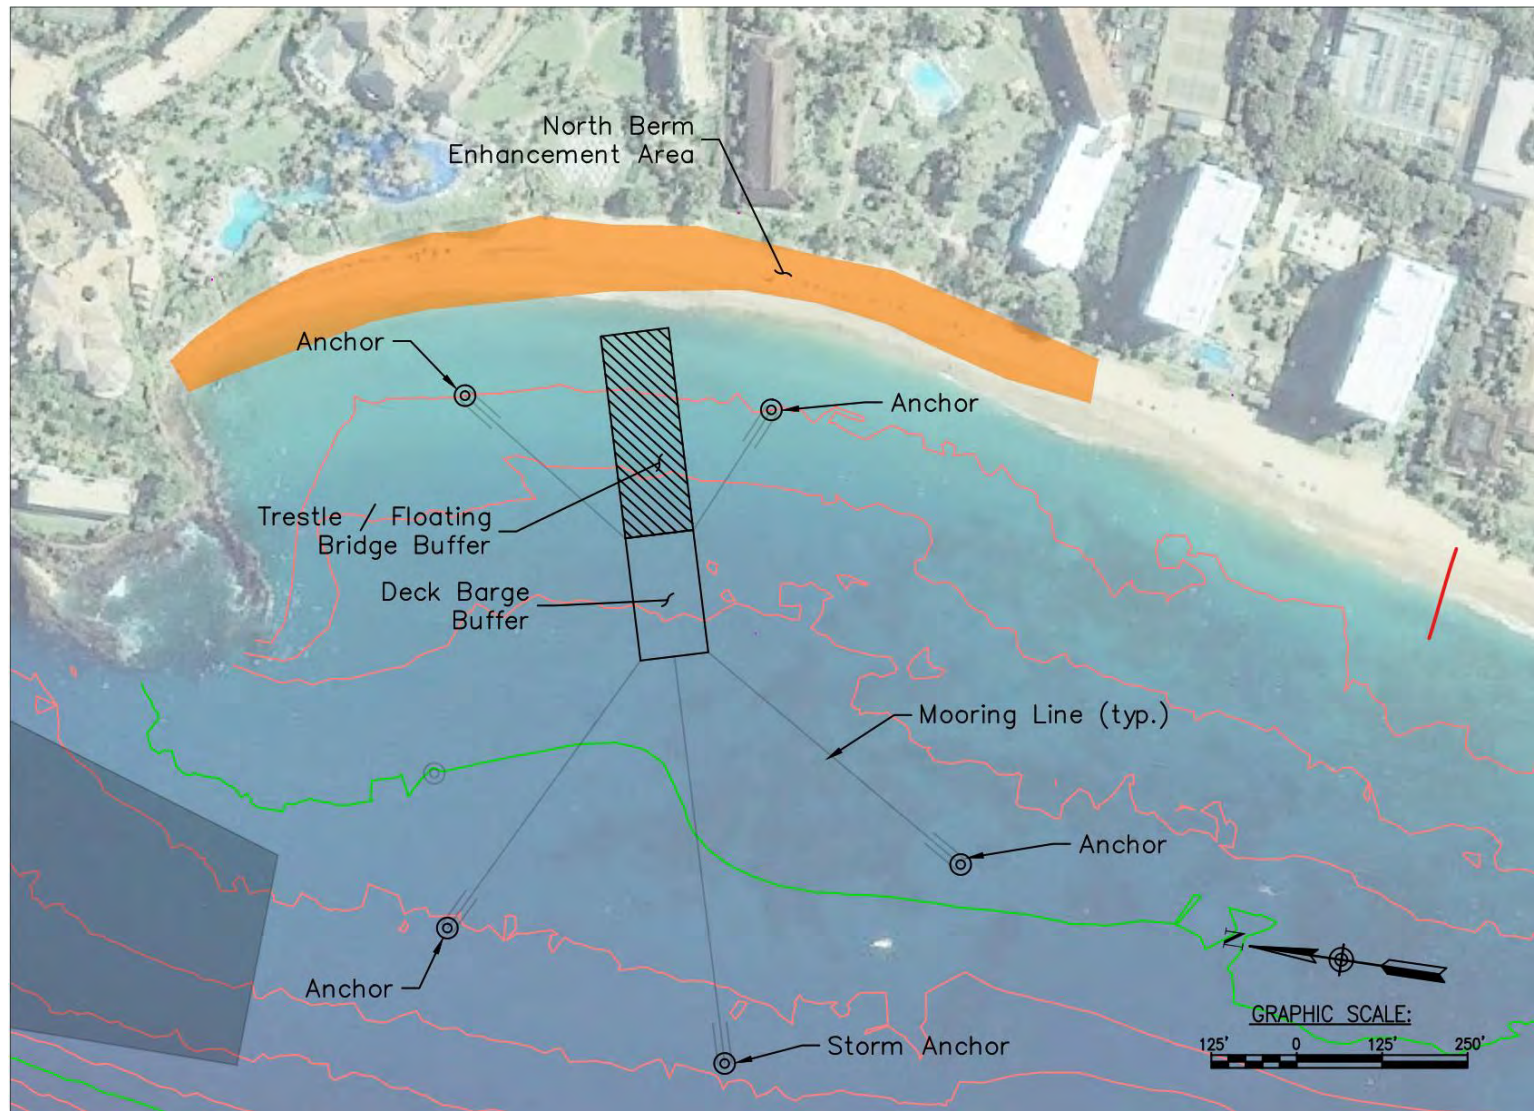 North Berm
Enhancement Area
Anchor
Anchor
Trestle / Floating
Bridge Buffer
Deck Barge
Buffer
Mooring Line (typ.)
Anchor
Anchor
Storm Anchor
N
GRAPHIC SCALE:
125' 0 125' 250'